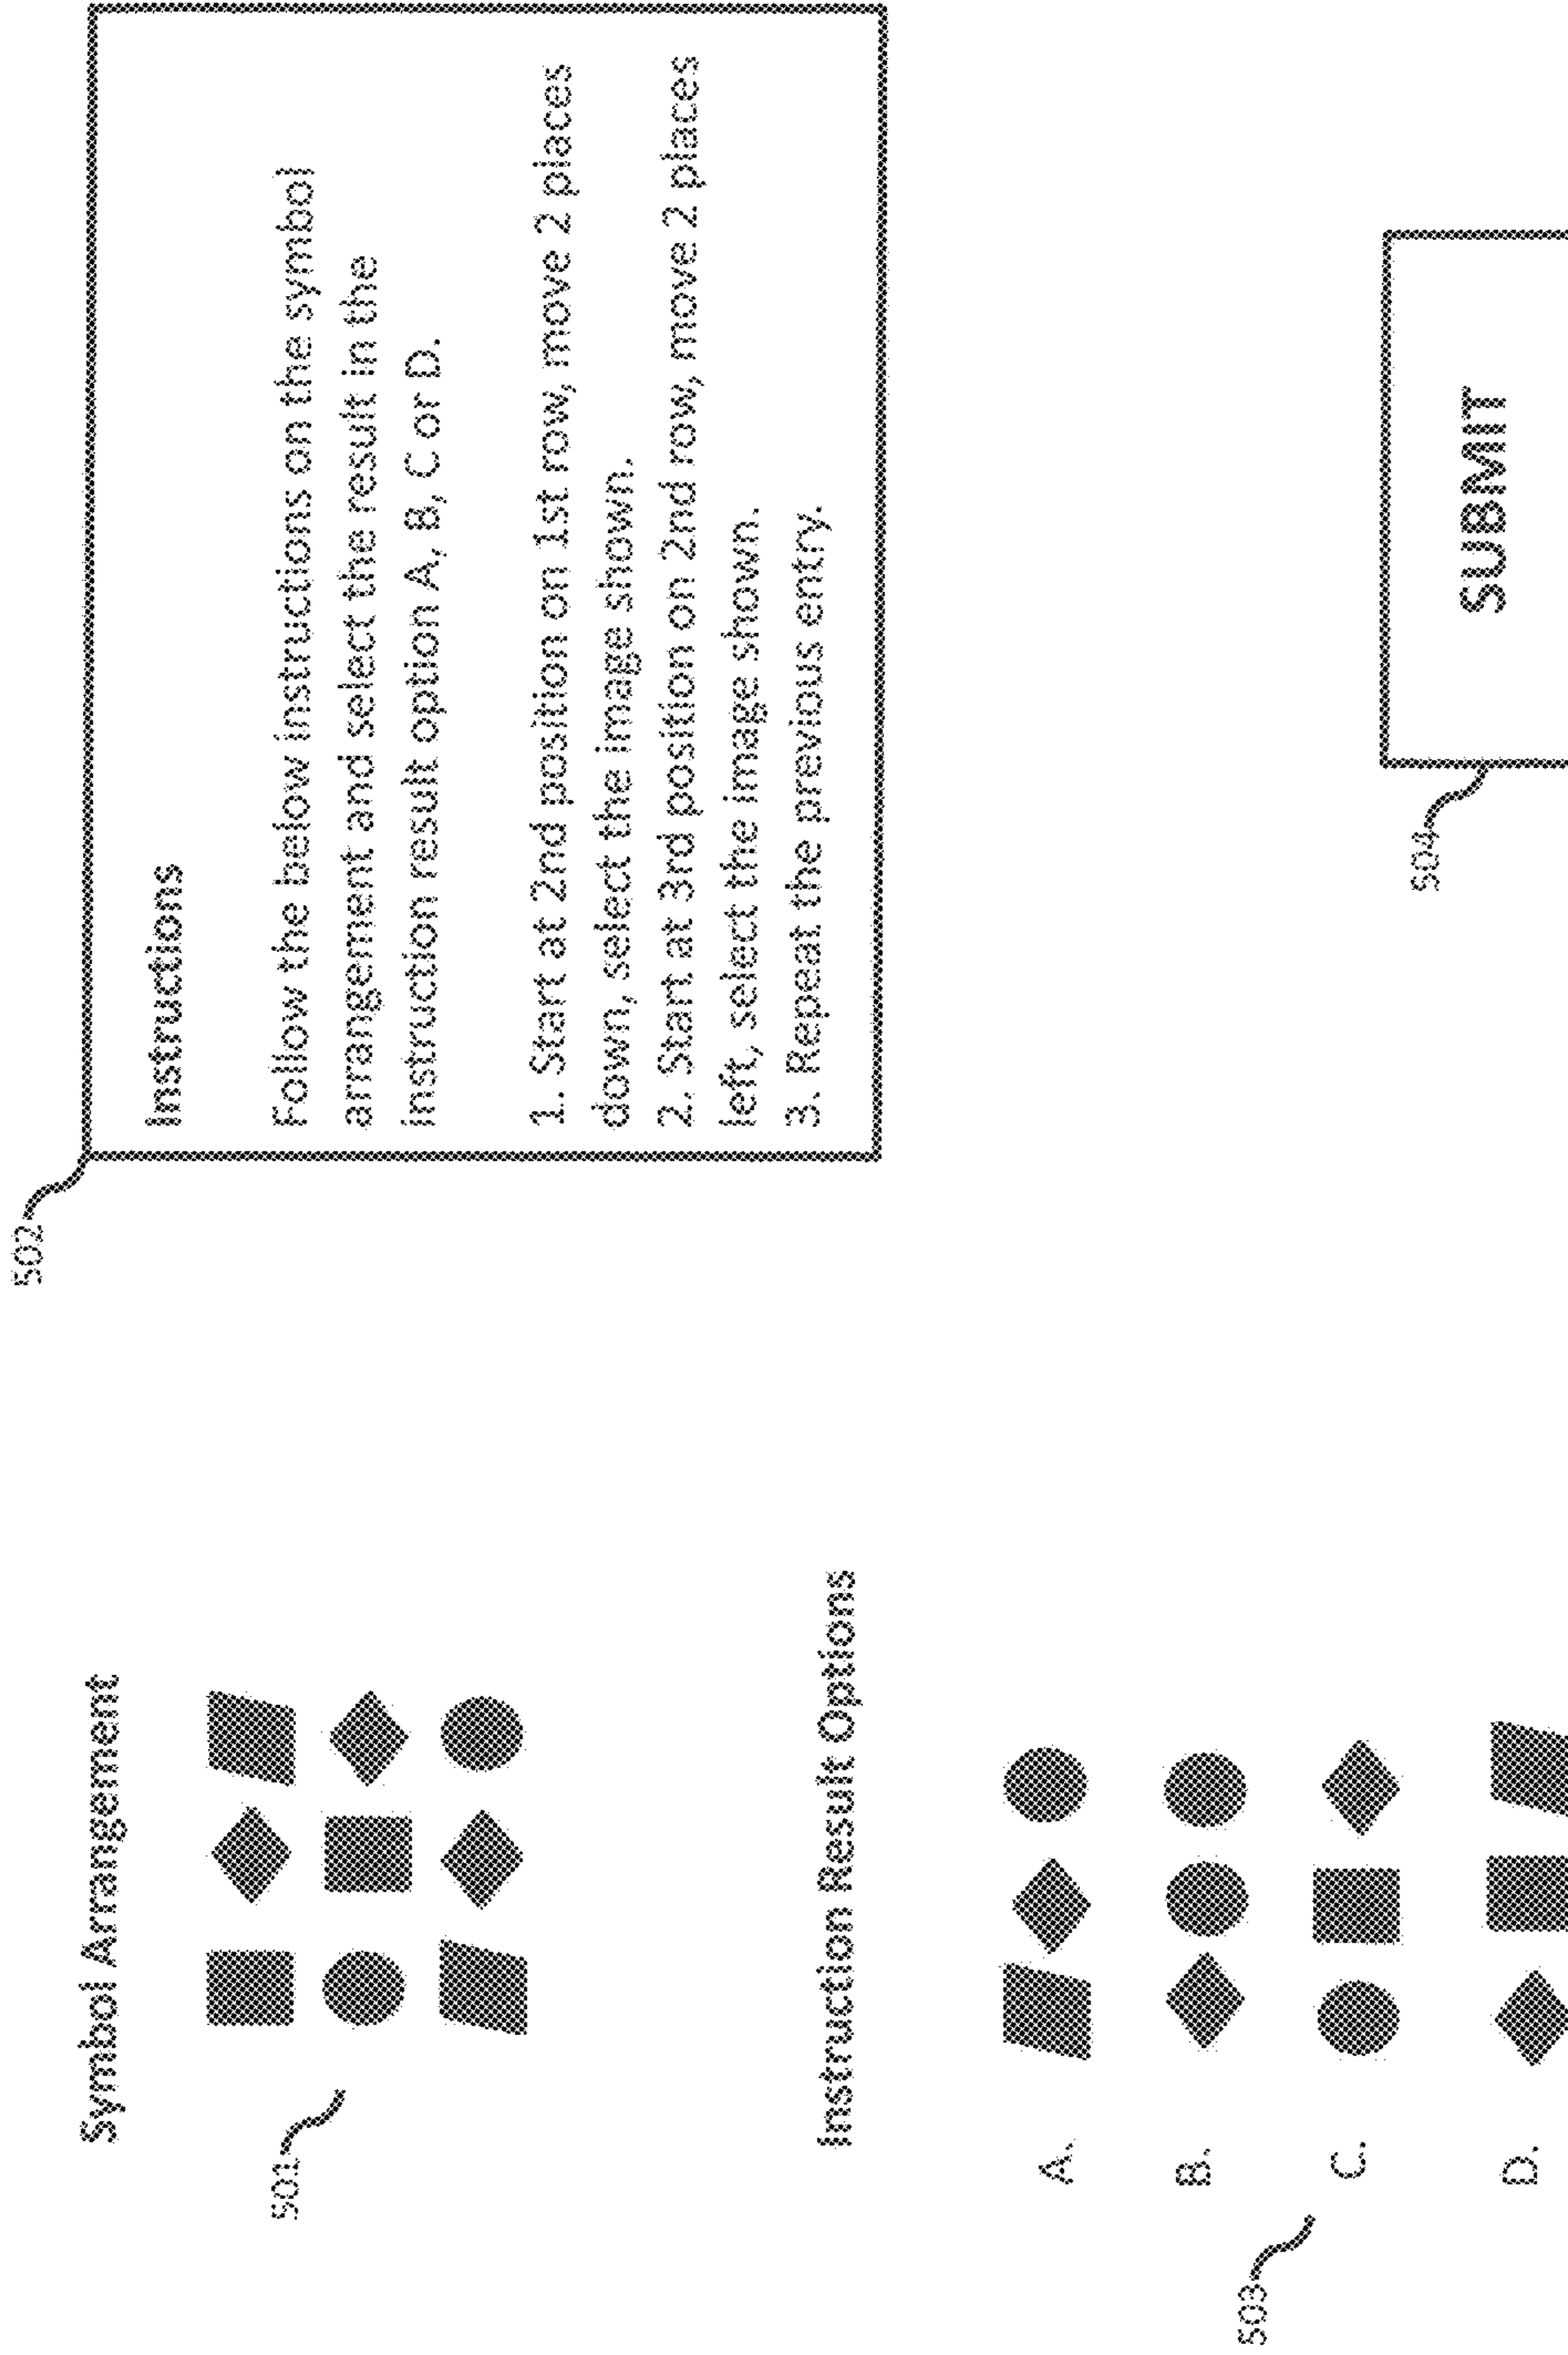 Symbol Arrangement
501
Instruction Result Options
A.
B.
C.
D.
503
502
Instructions
Follow the below instructions on the symbol
arrangement and select the result in the
instruction result option A, B, C or D.
1. Start at 2nd position on 1st row, move 2 places
down, select the image shown.
2. Start at 3rd position on 2nd row, move 2 places
left, select the image shown.
3. Repeat the previous entry.
504
SUBMIT